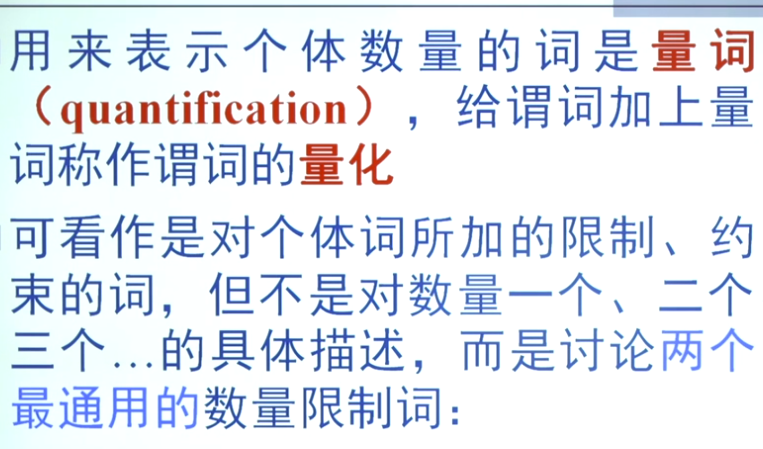 用来表示个体数量的词是量词
（quantification），给谓词加上量
词称作谓词的量化
可看作是对个体词所加的限制、约
束的词，但不是对数量一个、二个
三个…的具体描述，而是讨论两个
最通用的数量限制词：